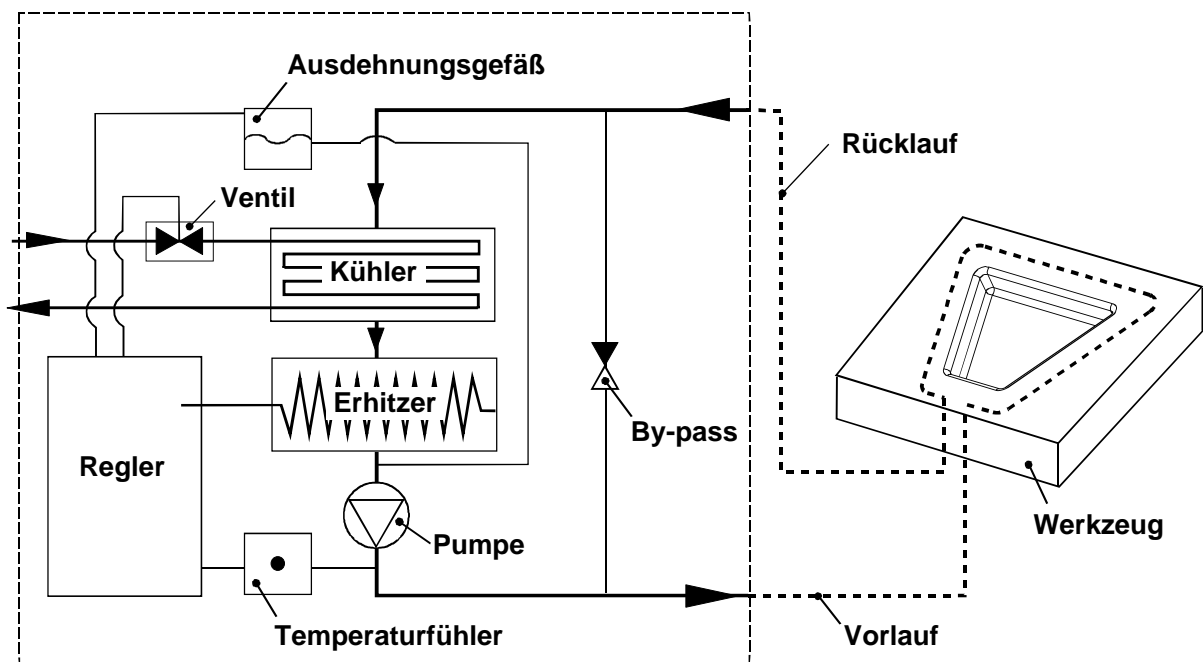 Ausdehnungsgefäß
Rücklauf
Ventil
Kühler
Erhitzer
By-pass
Regler
Werkzeug
Pumpe
Temperaturfühler
Vorlauf